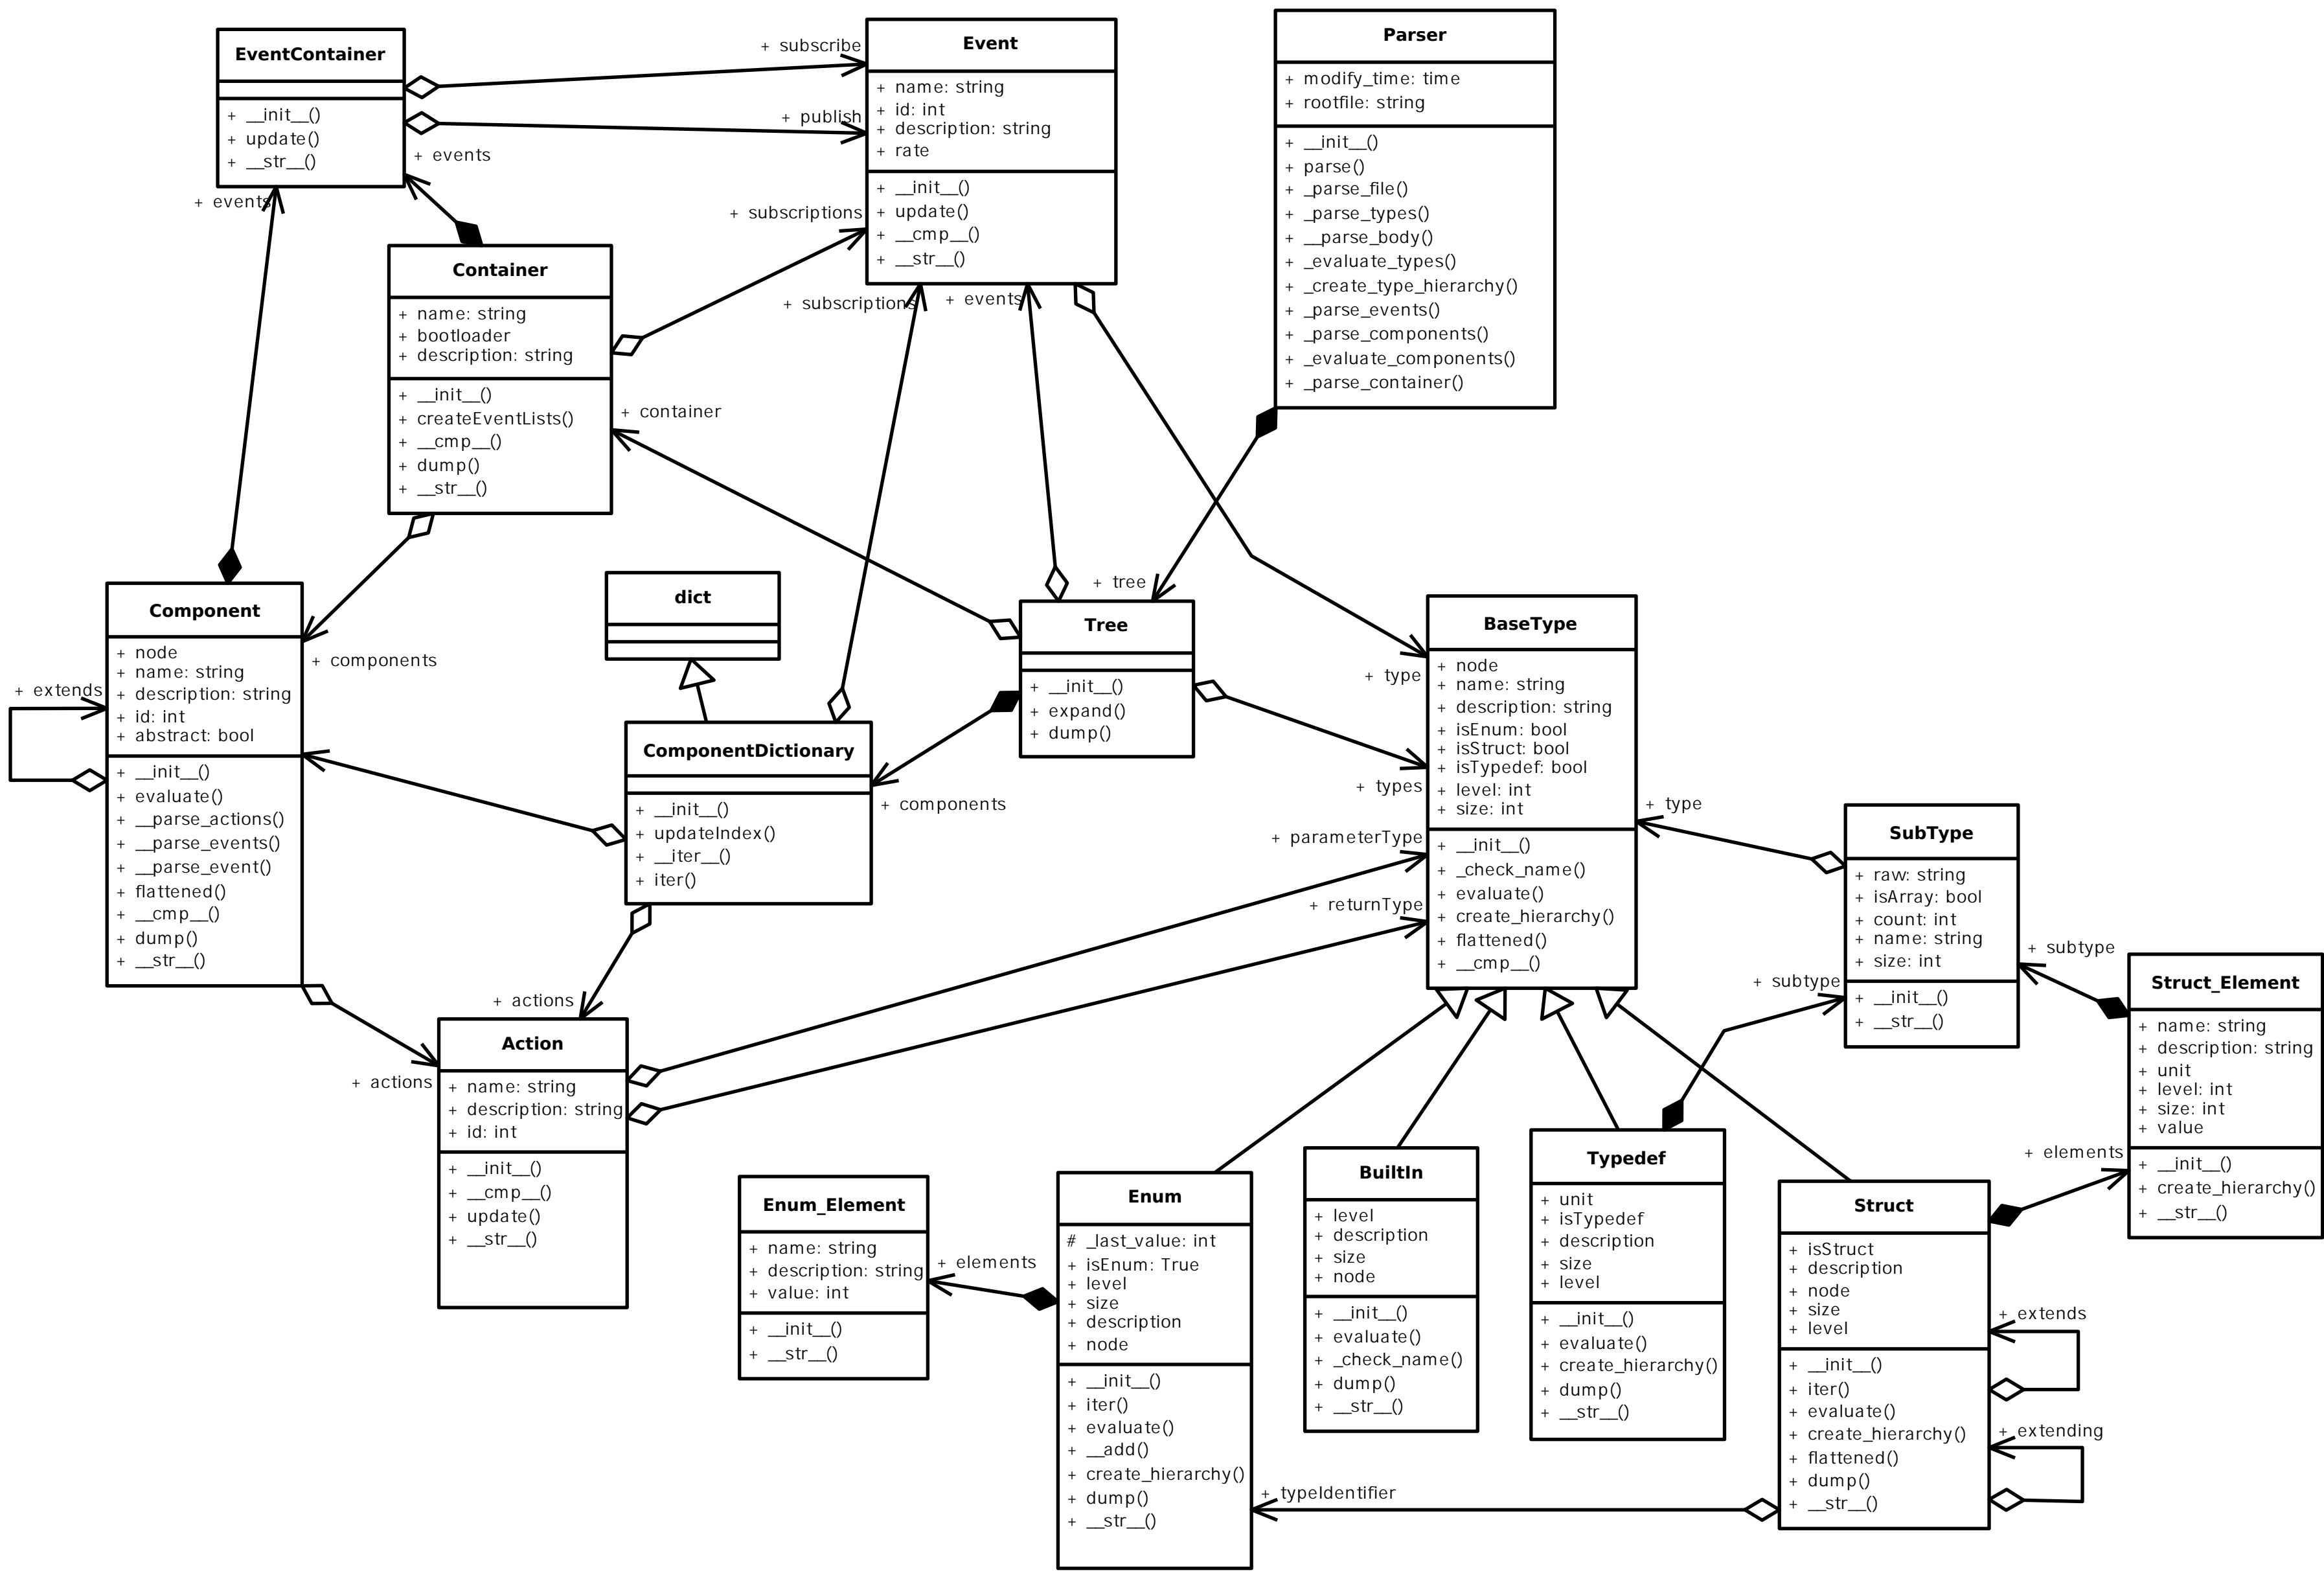 EventContainer
+ __init__()
+ update()
+ __str__()
+ subscribe
+ publish
+ events
+ events
Event
+ name: string
+ id: int
+ description: string
+ rate
+ __init__()
+ update()
+ __cmp__()
+ __str__()
+ subscriptions
+ subscriptions
+ events
Parser
+ modify_time: time
+ rootfile: string
+ __init__()
+ parse()
+ _parse_file()
+ _parse_types()
+ __parse_body()
+ _evaluate_types()
+ _create_type_hierarchy()
+ _parse_events()
+ _parse_components()
+ _evaluate_components()
+ _parse_container()
Container
+ name: string
+ bootloader
+ description: string
+ __init__()
+ createEventLists()
+ __cmp__()
+ dump()
+ __str__()
+ container
+ tree
Component
+ node
+ name: string
+ description: string
+ id: int
+ abstract: bool
+ __init__()
+ evaluate()
+ __parse_actions()
+ __parse_events()
+ __parse_event()
+ flattened()
+ __cmp__()
+ dump()
+ __str__()
+ extends
+ components
dict
ComponentDictionary
+ __init__()
+ updateIndex()
+ __iter__()
+ iter()
+ components
Tree
+ __init__()
+ expand()
+ dump()
BaseType
+ node
+ name: string
+ description: string
+ isEnum: bool
+ isStruct: bool
+ isTypedef: bool
+ level: int
+ size: int
+ __init__()
+ _check_name()
+ evaluate()
+ create_hierarchy()
+ flattened()
+ __cmp__()
+ type
+ types
+ parameterType
+ returnType
+ type
SubType
+ raw: string
+ isArray: bool
+ count: int
+ name: string
+ size: int
+ __init__()
+ __str__()
+ subtype
+ subtype
Struct_Element
+ name: string
+ description: string
+ unit
+ level: int
+ size: int
+ value
+ __init__()
+ create_hierarchy()
+ __str__()
+ elements
+ actions
+ actions
Action
+ name: string
+ description: string
+ id: int
+ __init__()
+ __cmp__()
+ update()
+ __str__()
Enum_Element
+ name: string
+ description: string
+ value: int
+ __init__()
+ __str__()
+ elements
Enum
# _last_value: int
+ isEnum: True
+ level
+ size
+ description
+ node
+ __init__()
+ iter()
+ evaluate()
+ __add()
+ create_hierarchy()
+ dump()
+ __str__()
+ typeIdentifier
BuiltIn
+ level
+ description
+ size
+ node
+ __init__()
+ evaluate()
+ _check_name()
+ dump()
+ __str__()
Typedef
+ unit
+ isTypedef
+ description
+ size
+ level
+ __init__()
+ evaluate()
+ create_hierarchy()
+ dump()
+ __str__()
Struct
+ isStruct
+ description
+ node
+ size
+ level
+ __init__()
+ iter()
+ evaluate()
+ create_hierarchy()
+ flattened()
+ dump()
+ __str__()
+ extends
+ extending